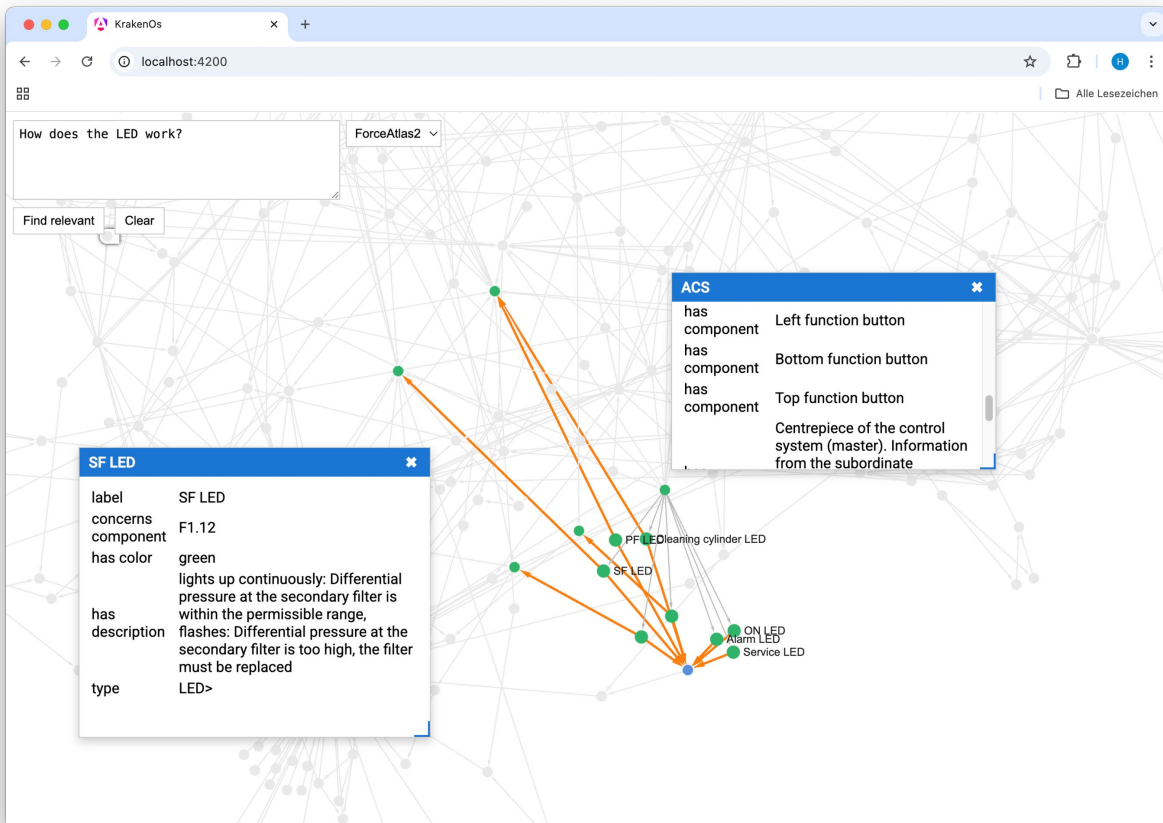 KrakenOs
localhost:4200
H
Alle Lesezeichen
How does the LED work?
ForceAtlas2
Find relevant
Clear
ACS
has component Left function button
has component Bottom function button
has component Top function button
Centrepiece of the control
system (master). Information
from the subordinate
SF LED
label SF LED
concerns component F1.12
has color green
has description lights up continuously: Differential
pressure at the secondary filter is
within the permissible range,
flashes: Differential pressure at the
secondary filter is too high, the filter
must be replaced
type LED>
PF LED
Cleaning cylinder LED
SF LED
ON LED
Alarm LED
Service LED